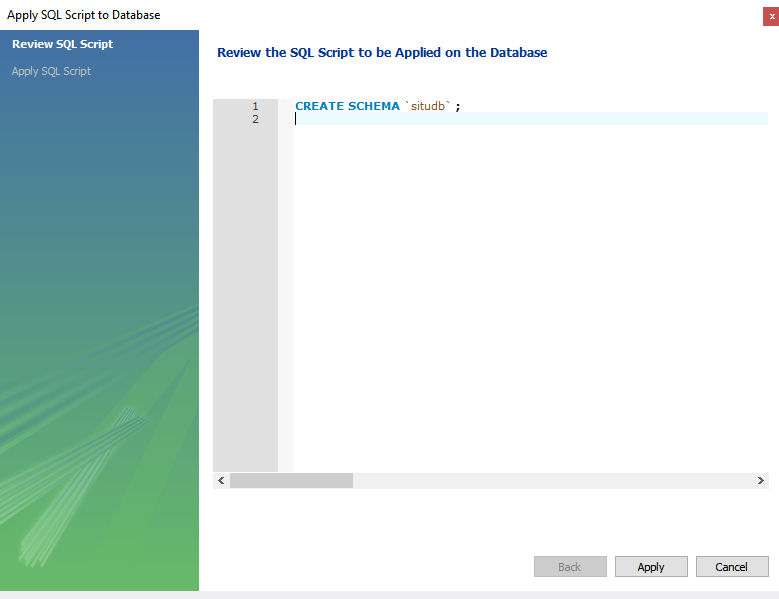 Apply SQL Script to Database
x
Review SQL Script
Apply SQL Script
Review the SQL Script to be Applied on the Database
1 CREATE SCHEMA `situdb` ;
2
Back Apply Cancel